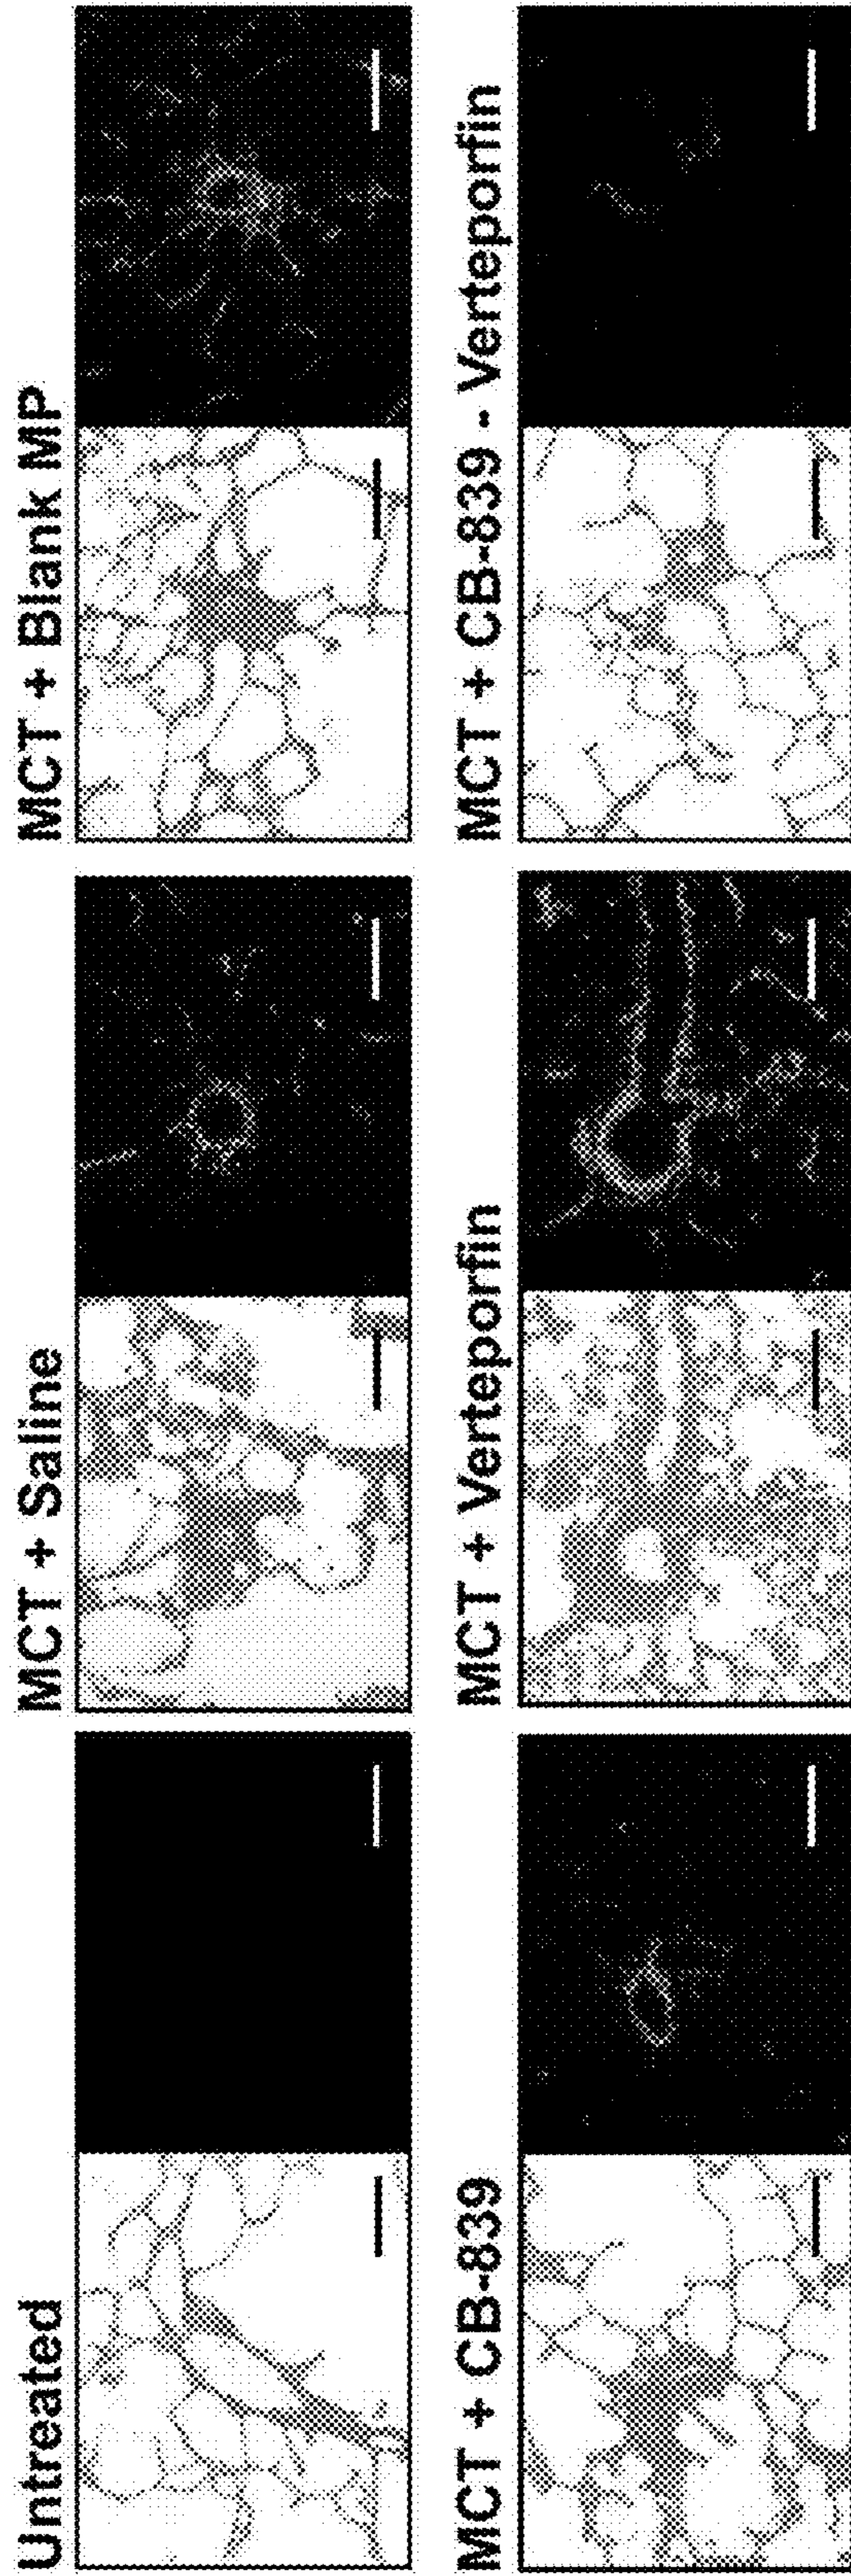 Untreated
MCT + Saline
MCT + Blank MP
MCT + CB-839
MCT + Verteporfin
MCT + CB-839 - Verteporfin